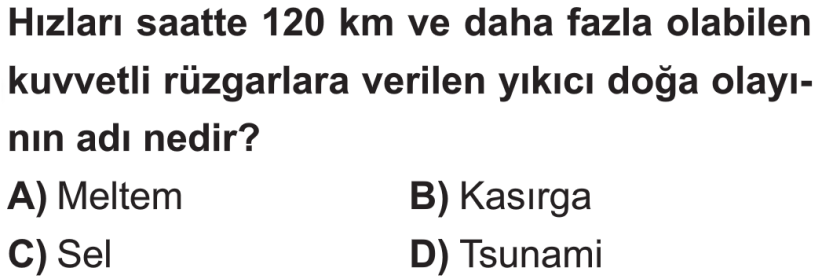 Hızları saatte 120 km ve daha fazla olabilen
kuvvetli rüzgarlara verilen yıkıcı doğa olayı-
nın adı nedir?
A) Meltem B) Kasırga
C) Sel D) Tsunami